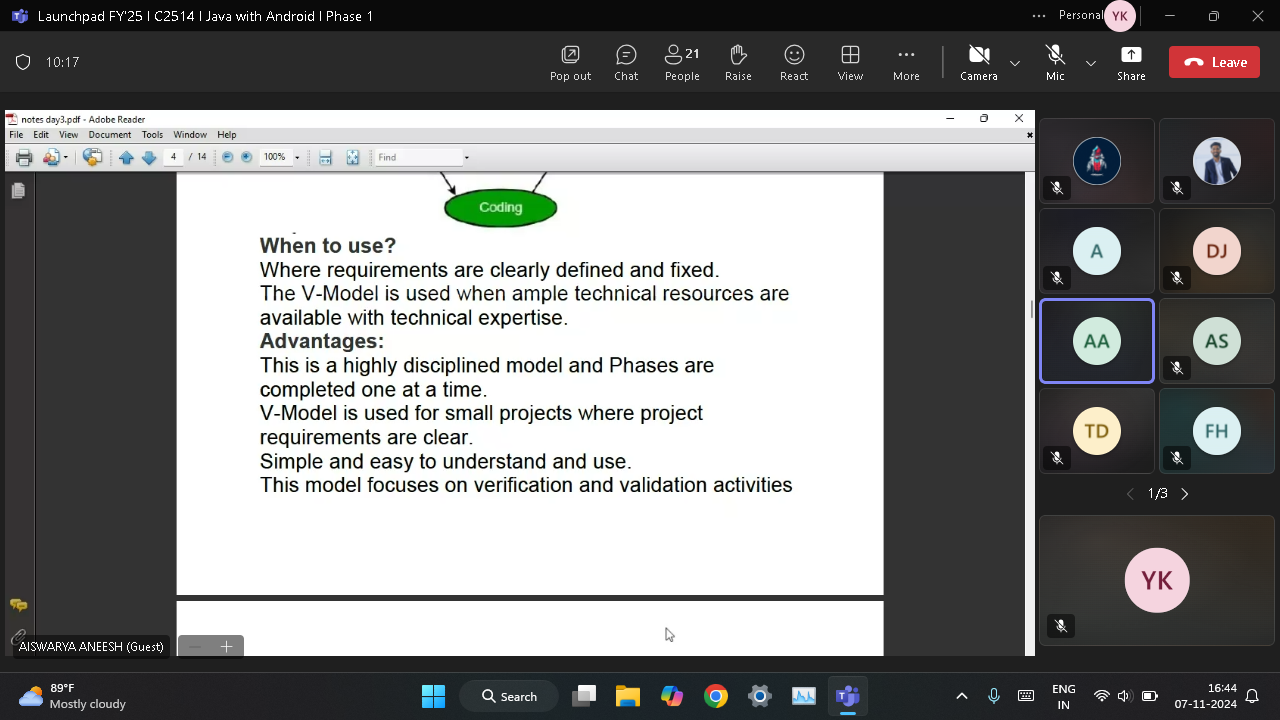 Launchpad FY'25 | C2514 | Java with Android | Phase 1
Personal
YK
10:17
Pop out
Chat
21
People
Raise
React
View
More
Camera
Mic
Share
Leave
notes day3.pdf - Adobe Reader
File Edit View Document Tools Window Help
4 / 14
100%
Find
Coding
When to use?
Where requirements are clearly defined and fixed.
The V-Model is used when ample technical resources are
available with technical expertise.
Advantages:
This is a highly disciplined model and Phases are
completed one at a time.
V-Model is used for small projects where project
requirements are clear.
Simple and easy to understand and use.
This model focuses on verification and validation activities
AISWARYA ANEESH (Guest)
A
DJ
AA
AS
TD
FH
1/3
YK
89°F
Mostly cloudy
Search
ENG
IN
16:44
07-11-2024